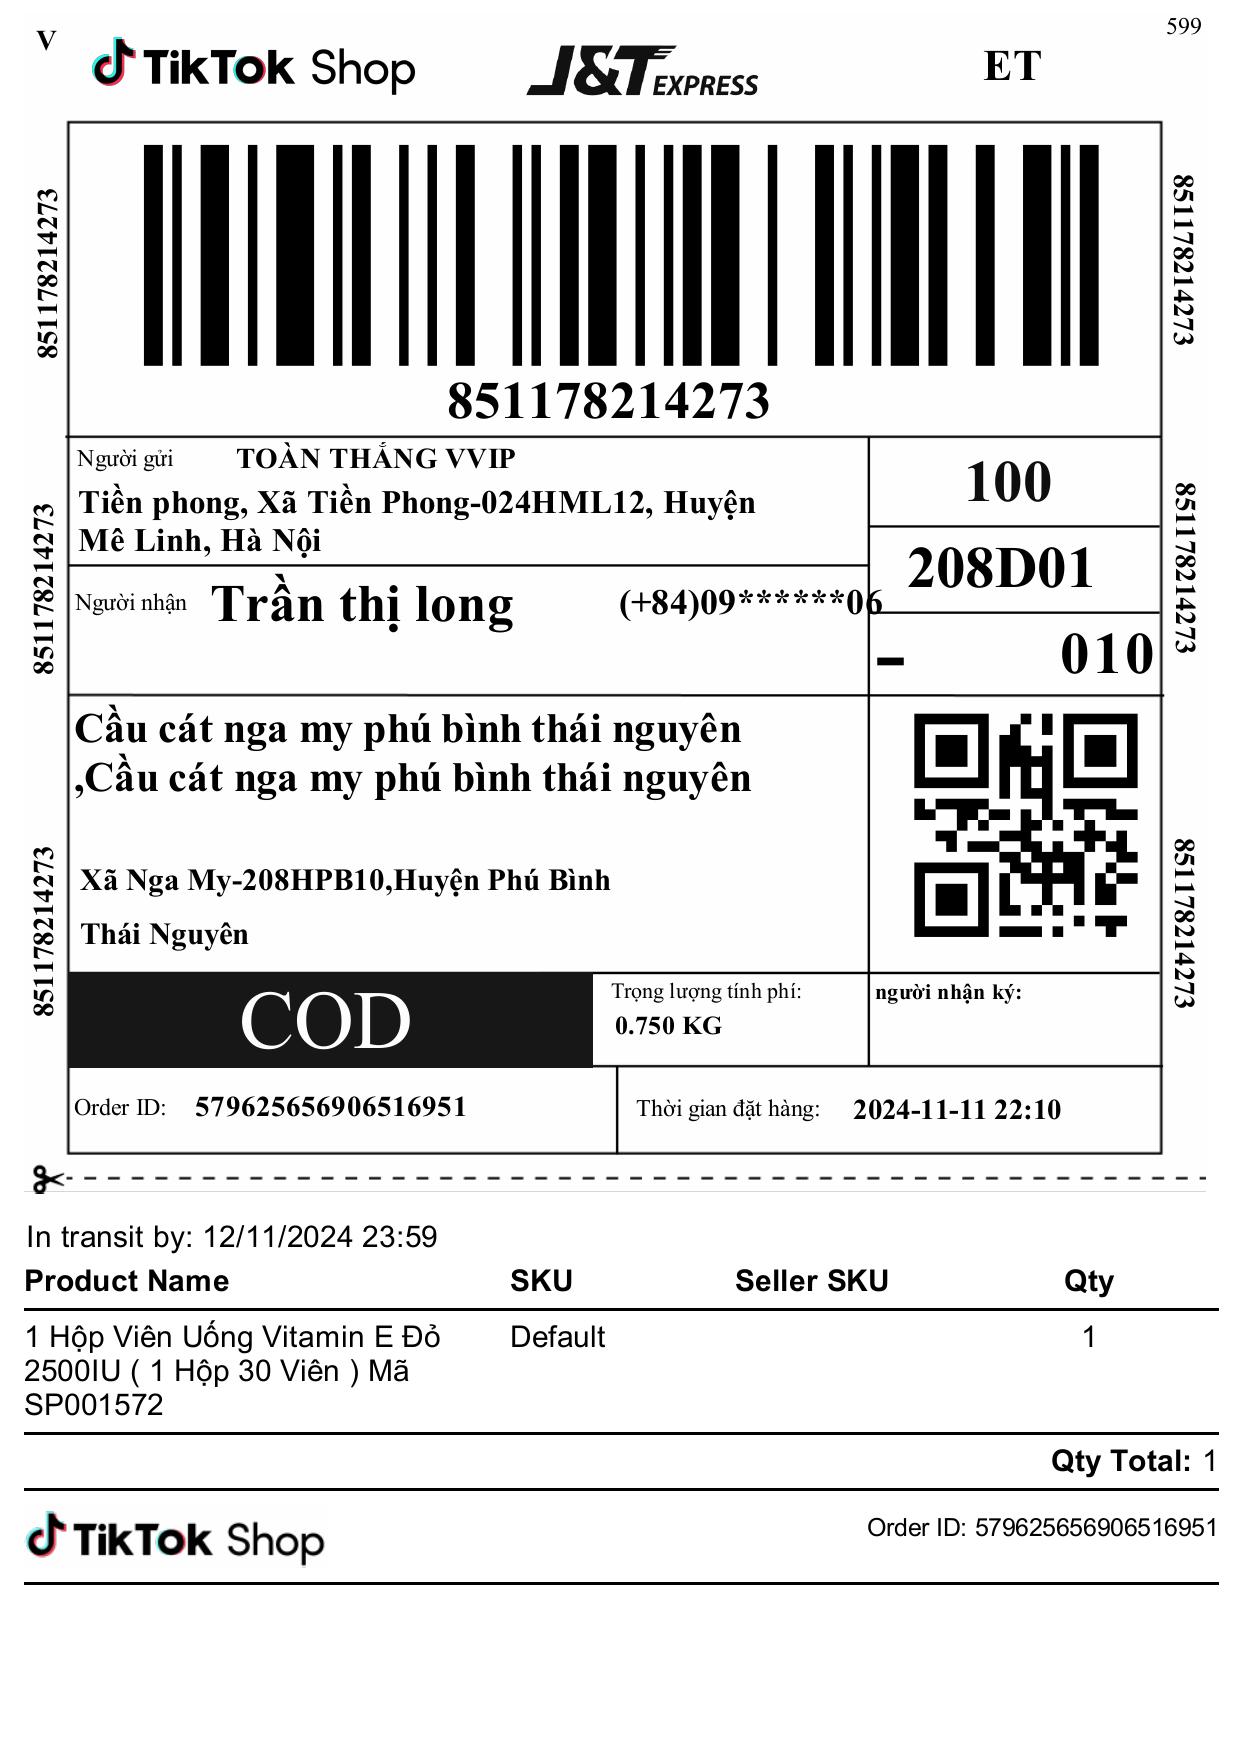 599
V
TikTok Shop
J&T EXPRESS
ET
851178214273
851178214273
851178214273
Người gửi TOÀN THẮNG VVIP
Tiền phong, Xã Tiền Phong-024HML12, Huyện
Mê Linh, Hà Nội
100
208D01
- 010
851178214273
851178214273
Người nhận Trần thị long (+84)09******06
Cầu cát nga my phú bình thái nguyên
,Cầu cát nga my phú bình thái nguyên
Xã Nga My-208HPB10,Huyện Phú Bình
Thái Nguyên
851178214273
851178214273
COD
Trọng lượng tính phí:
0.750 KG
người nhận ký:
Order ID: 579625656906516951
Thời gian đặt hàng: 2024-11-11 22:10
In transit by: 12/11/2024 23:59
Product Name SKU Seller SKU Qty
1 Hộp Viên Uống Vitamin E Đỏ Default 1
2500IU ( 1 Hộp 30 Viên ) Mã
SP001572
Qty Total: 1
TikTok Shop
Order ID: 579625656906516951